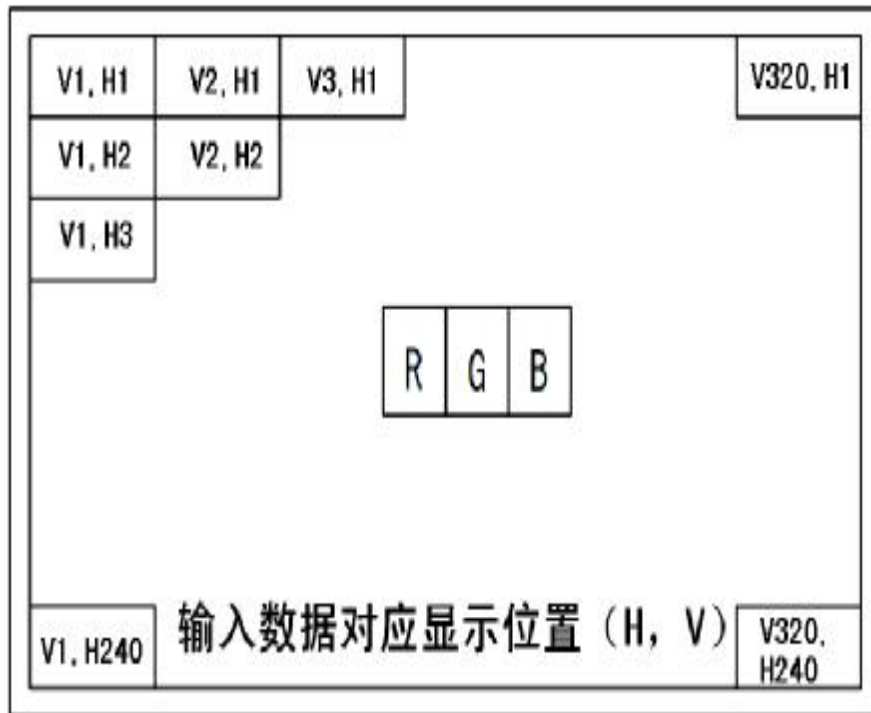 V1, H1 V2, H1 V3, H1 V320, H1
V1, H2 V2, H2
V1, H3
R G B
V1, H240 输入数据对应显示位置（H，V） V320,
H240